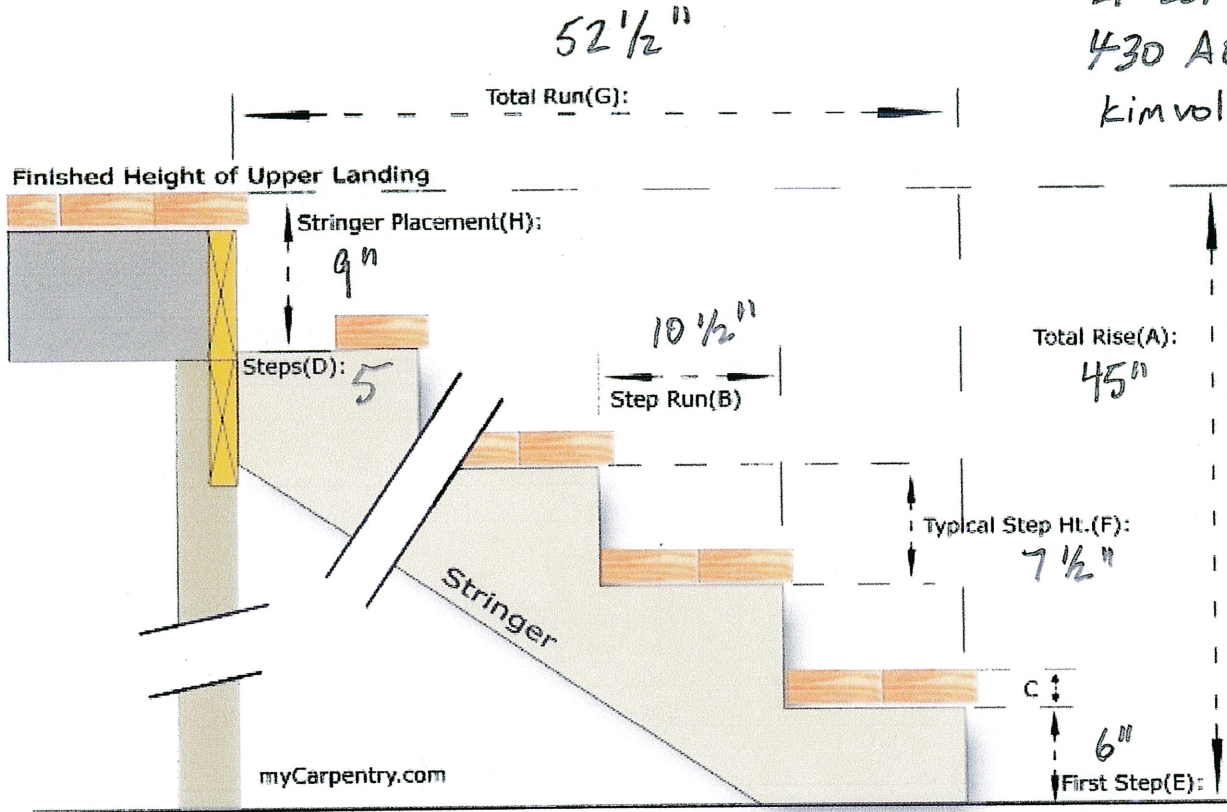 52 1/2"
430
Kimvol
Total Run(G):
Finished Height of Upper Landing
Stringer Placement(H):
9"
10 1/2"
Total Rise(A):
45"
Steps(D): 5
Step Run(B)
Typical Step Ht.(F):
7 1/2"
Stringer
C
6"
First Step(E):
myCarpentry.com